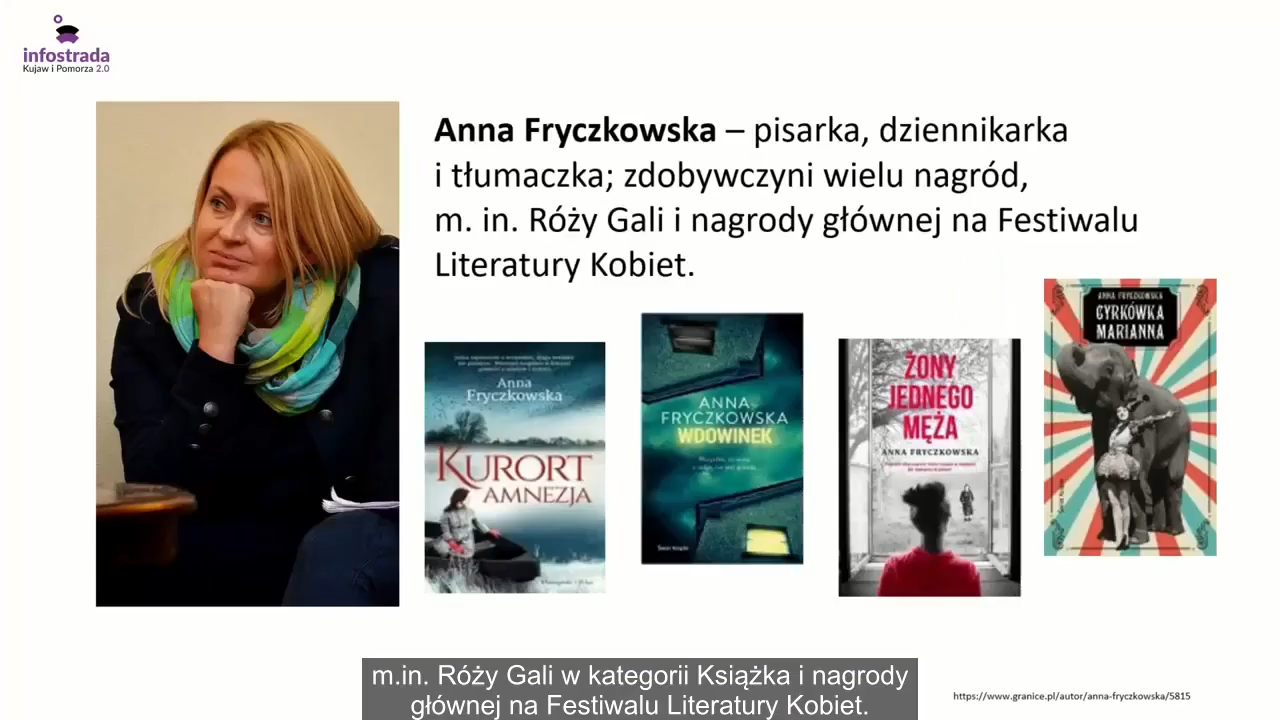 infostrada
Kujaw i Pomorza 2.0
Anna Fryczkowska – pisarka, dziennikarka
i tłumaczka; zdobywczyni wielu nagród,
m. in. Róży Gali i nagrody głównej na Festiwalu
Literatury Kobiet.
Anna
Fryczkowska
KURORT
AMNEZJA
ANNA
FRYCZKOWSKA
WDOWINEK
Świat Książki
ŻONY
JEDNEGO
MĘŻA
ANNA FRYCZKOWSKA
ANNA FRYCZKOWSKA
CYRKÓWKA
MARIANNA
m.in. Róży Gali w kategorii Książka i nagrody
głównej na Festiwalu Literatury Kobiet.
https://www.granice.pl/autor/anna-fryczkowska/5815